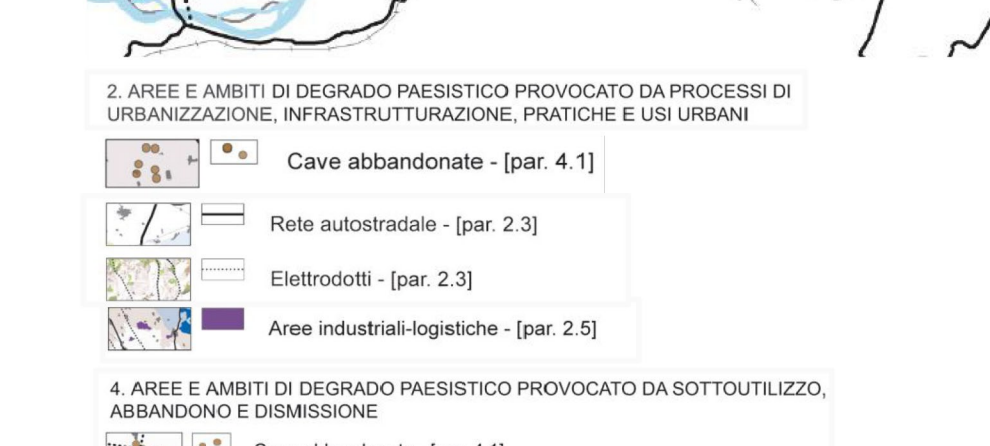 2. AREE E AMBITI DI DEGRADO PAESISTICO PROVOCATO DA PROCESSI DI
URBANIZZAZIONE, INFRASTRUTTURAZIONE, PRATICHE E USI URBANI
Cave abbandonate - [par. 4.1]
Rete autostradale - [par. 2.3]
Elettrodotti - [par. 2.3]
Aree industriali-logistiche - [par. 2.5]
4. AREE E AMBITI DI DEGRADO PAESISTICO PROVOCATO DA SOTTOUTILIZZO,
ABBANDONO E DISMISSIONE